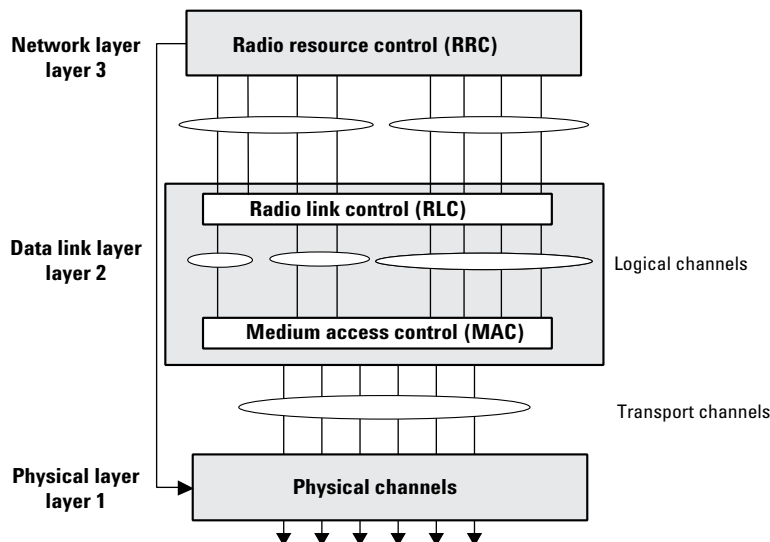 Network layer
layer 3
Radio resource control (RRC)
Radio link control (RLC)
Data link layer
layer 2
Logical channels
Medium access control (MAC)
Transport channels
Physical layer
layer 1
Physical channels